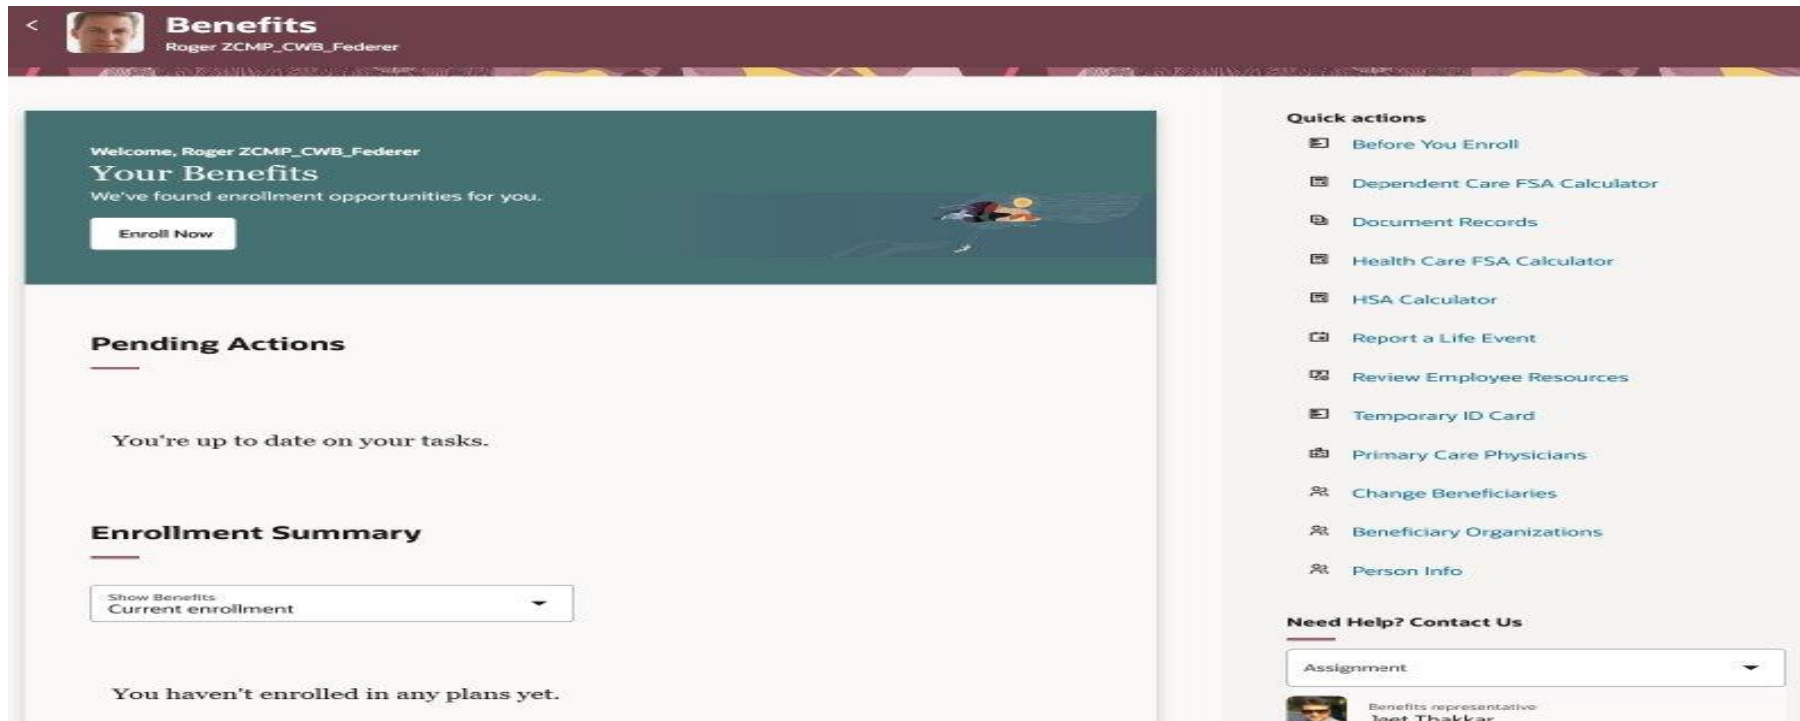 <
Benefits
Roger ZCMP_CWB_Federer
Welcome, Roger ZCMP_CWB_Federer
Your Benefits
We've found enrollment opportunities for you.
Enroll Now
Pending Actions
You're up to date on your tasks.
Enrollment Summary
Show Benefits
Current enrollment
You haven't enrolled in any plans yet.
Quick actions
Before You Enroll
Dependent Care FSA Calculator
Document Records
Health Care FSA Calculator
HSA Calculator
Report a Life Event
Review Employee Resources
Temporary ID Card
Primary Care Physicians
Change Beneficiaries
Beneficiary Organizations
Person Info
Need Help? Contact Us
Assignment
Benefits representative
Jeet Thakkar